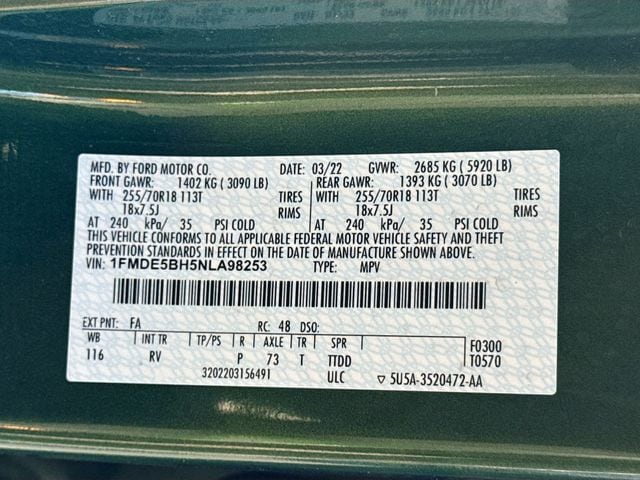 MFD. BY FORD MOTOR CO. DATE: 03/22 GVWR: 2685 KG ( 5920 LB)
FRONT GAWR: 1402 KG ( 3090 LB) REAR GAWR: 1393 KG ( 3070 LB)
WITH 255/70R18 113T TIRES WITH 255/70R18 113T TIRES
18x7.5J RIMS 18x7.5J RIMS
AT 240 kPa/ 35 PSI COLD AT 240 kPa/ 35 PSI COLD
THIS VEHICLE CONFORMS TO ALL APPLICABLE FEDERAL MOTOR VEHICLE SAFETY AND THEFT
PREVENTION STANDARDS IN EFFECT ON THE DATE OF MANUFACTURE SHOWN ABOVE.
VIN: 1FMDE5BH5NLA98253 TYPE: MPV
EXT PNT: FA RC: 48 DSO:
WB INT TR TP/PS R AXLE TR SPR F0300
116 RV P 73 T TTDD T0570
3202203156491 ULC ▽ 5U5A-3520472-AA